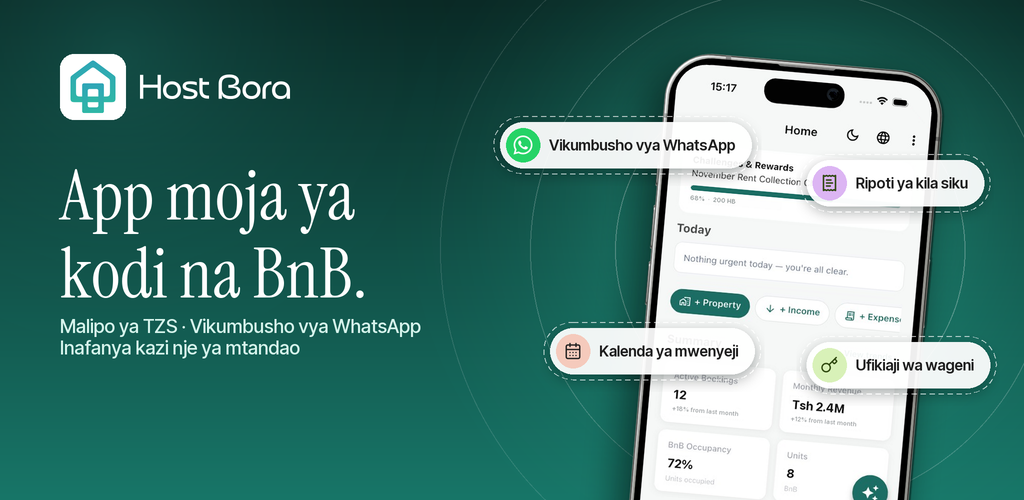 Host Bora
App moja ya
kodi na BnB.
Malipo ya TZS · Vikumbusho vya WhatsApp
Inafanya kazi nje ya mtandao
15:17
Home
Vikumbusho vya WhatsApp
Challenges & Rewards
November Rent Collection
Ripoti ya kila siku
68% · 200 HB
Today
Nothing urgent today — you're all clear.
+ Property
+ Income
+ Expens
Summary
Kalenda ya mwenyeji
Ufikiaji wa wageni
Active Bookings
12
+18% from last month
Monthly Revenue
Tsh 2.4M
+12% from last month
BnB Occupancy
72%
Units occupied
Units
8
BnB